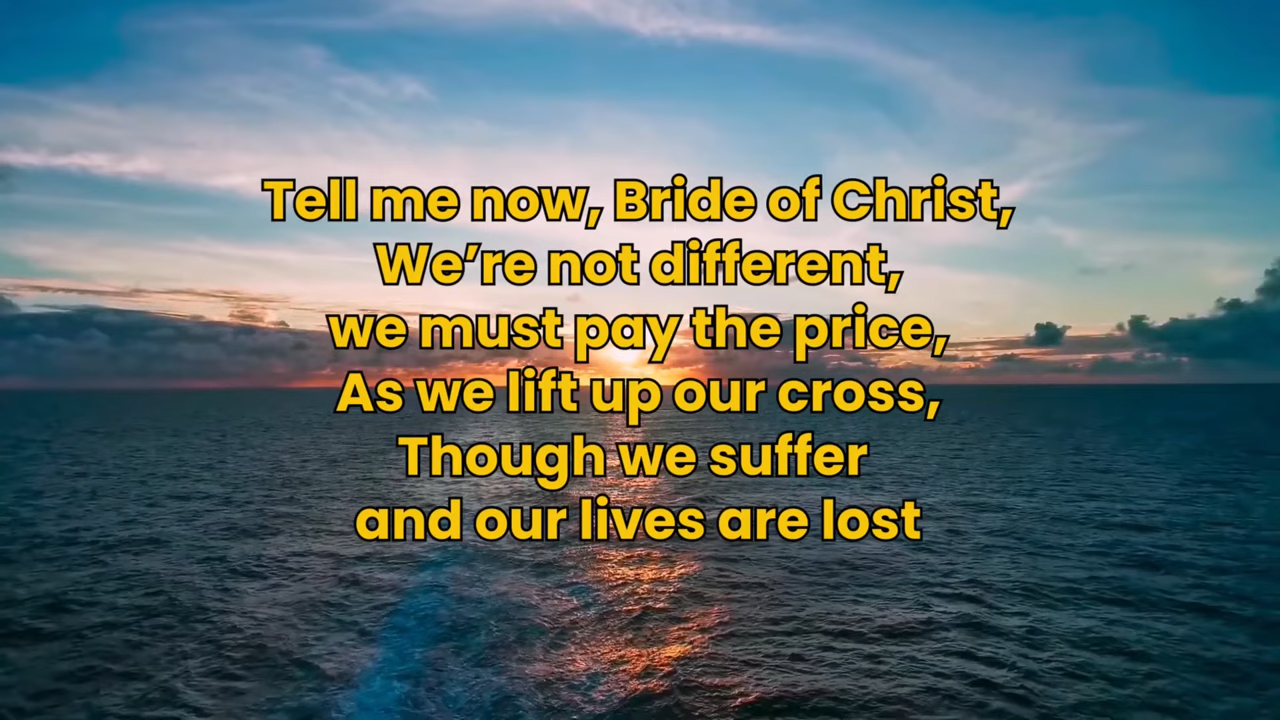 Tell me now, Bride of Christ,
We’re not different,
we must pay the price,
As we lift up our cross,
Though we suffer
and our lives are lost